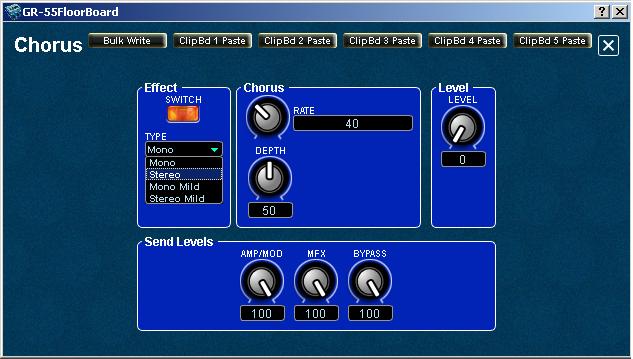 GR-55FloorBoard
Chorus
Bulk Write ClipBd 1 Paste ClipBd 2 Paste ClipBd 3 Paste ClipBd 4 Paste ClipBd 5 Paste
Effect
SWITCH
TYPE
Mono
Mono
Stereo
Mono Mild
Stereo Mild
Chorus
RATE
40
DEPTH
50
Level
LEVEL
0
Send Levels
AMP/MOD MFX BYPASS
100 100 100